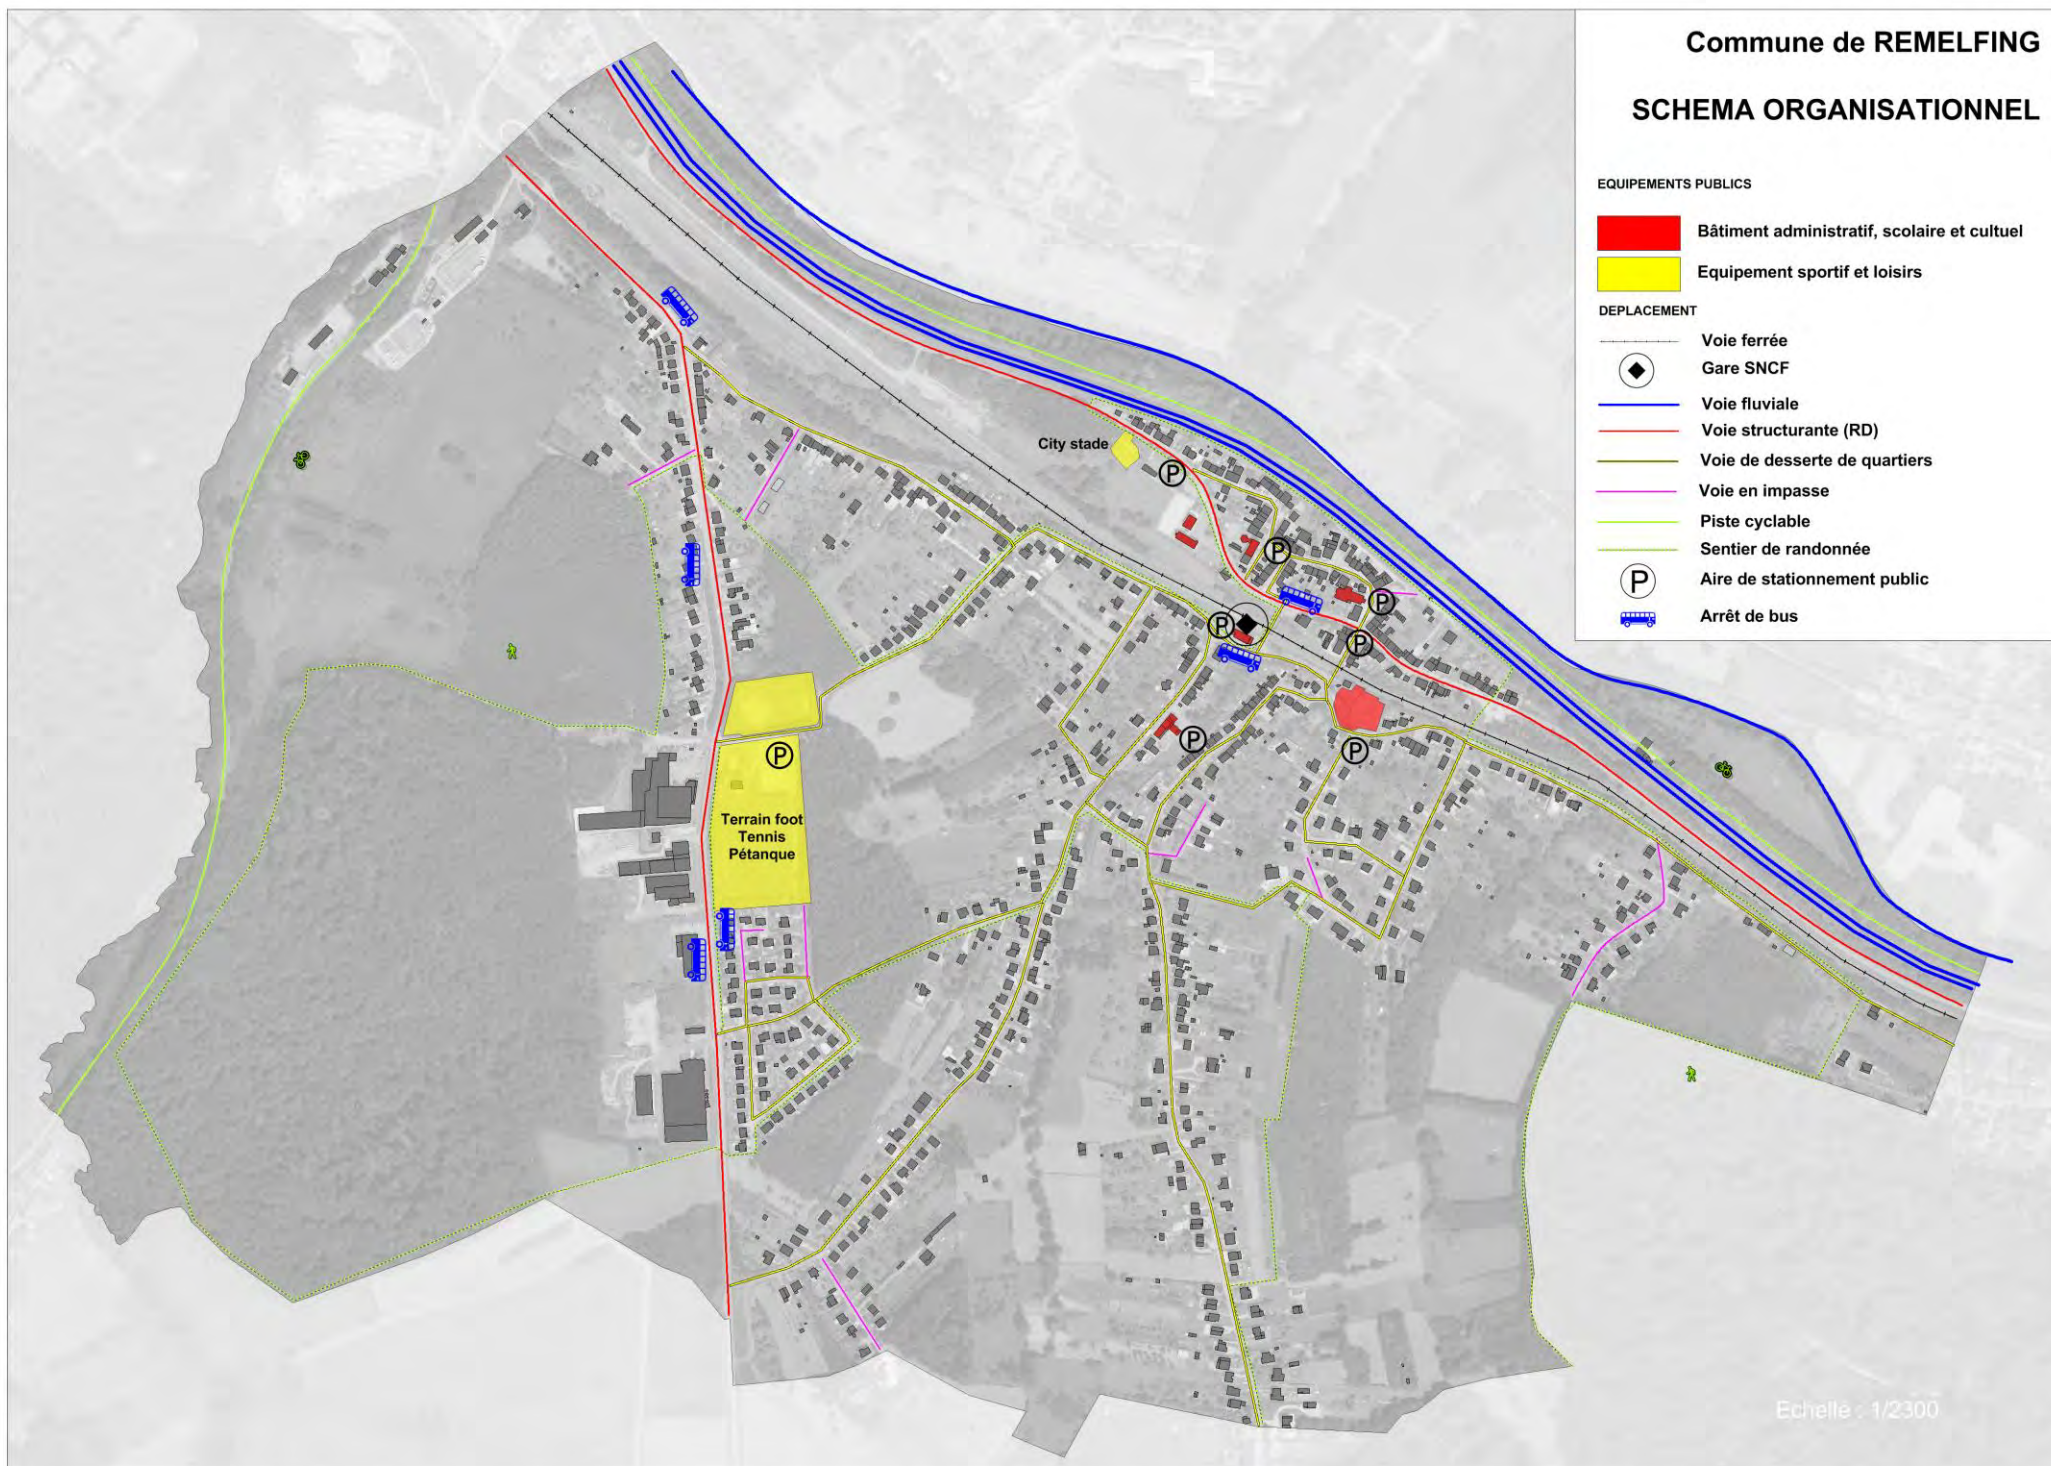 Commune de REMELFING
SCHEMA ORGANISATIONNEL
EQUIPEMENTS PUBLICS
Bâtiment administratif, scolaire et cultuel
Equipement sportif et loisirs
DEPLACEMENT
Voie ferrée
Gare SNCF
Voie fluviale
Voie structurante (RD)
Voie de desserte de quartiers
Voie en impasse
Piste cyclable
Sentier de randonnée
P
Aire de stationnement public
Arrêt de bus
City stade
P
P
P
P
P
P
P
P
P
Terrain foot
Tennis
Pétanque
Echelle : 1/2300